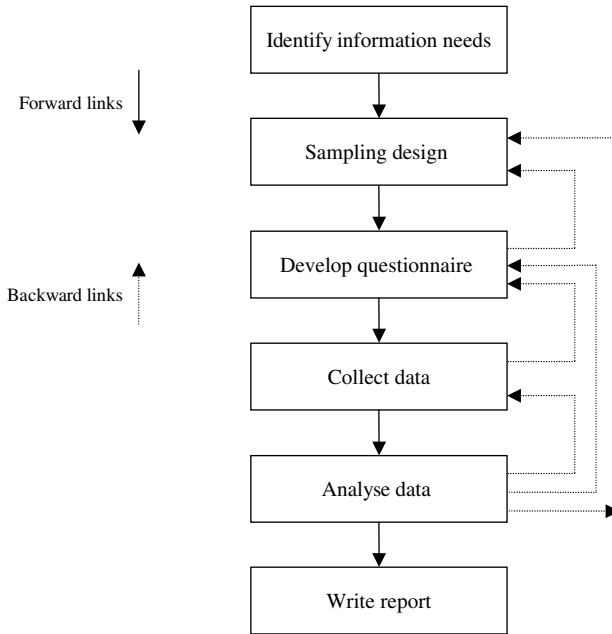 Identify information needs
Forward links
Sampling design
Develop questionnaire
Backward links
Collect data
Analyse data
Write report